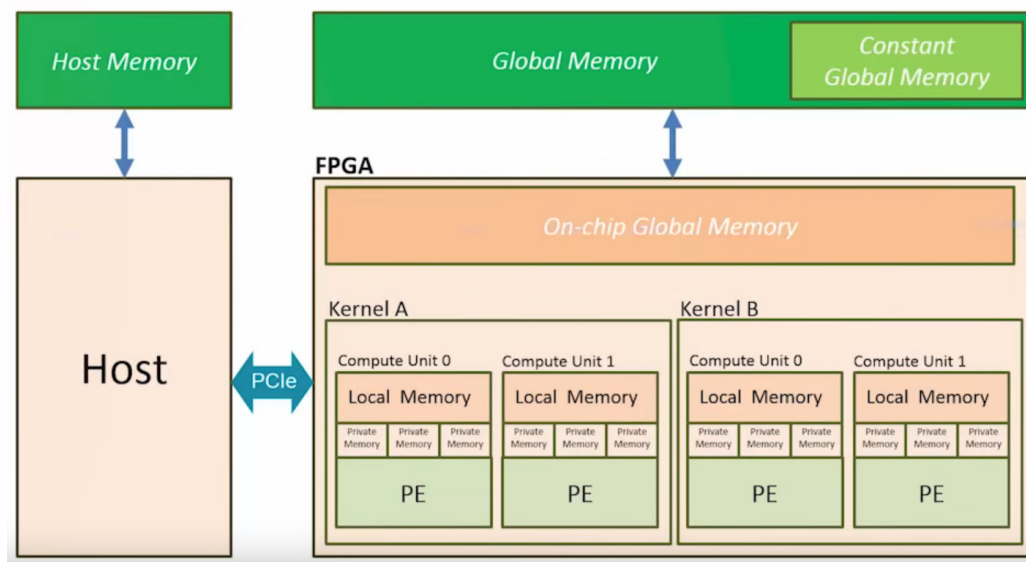 Host Memory
Global Memory
Constant
Global Memory
FPGA
On-chip Global Memory
Kernel A
Kernel B
Host
PCIe
Compute Unit 0
Compute Unit 1
Compute Unit 0
Compute Unit 1
Local Memory
Local Memory
Local Memory
Local Memory
Private
Memory
Private
Memory
Private
Memory
Private
Memory
Private
Memory
Private
Memory
Private
Memory
Private
Memory
Private
Memory
Private
Memory
Private
Memory
Private
Memory
PE
PE
PE
PE